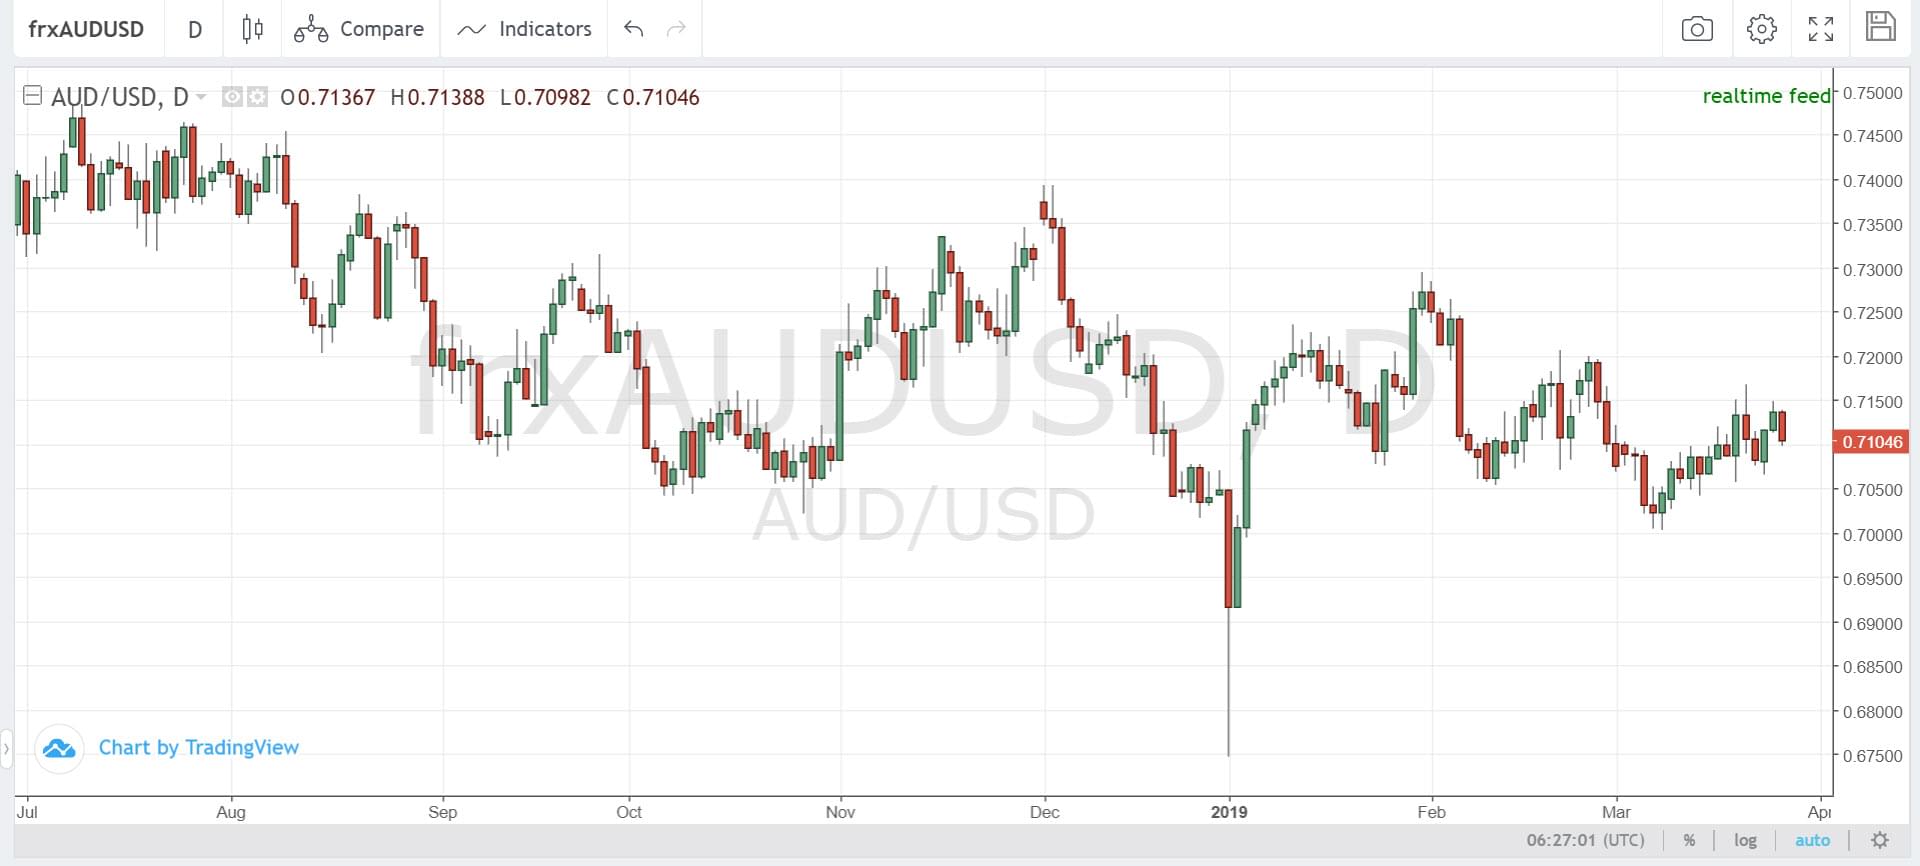 frxAUDUSD D Compare Indicators
AUD/USD, D O0.71367 H0.71388 L0.70982 C0.71046
realtime feed
0.75000
0.74500
0.74000
0.73500
0.73000
0.72500
0.72000
0.71500
0.71046
0.70500
0.70000
0.69500
0.69000
0.68500
0.68000
0.67500
frxAUDUSD, D
AUD/USD
Chart by TradingView
Jul Aug Sep Oct Nov Dec 2019 Feb Mar Apr
06:27:01 (UTC) % log auto